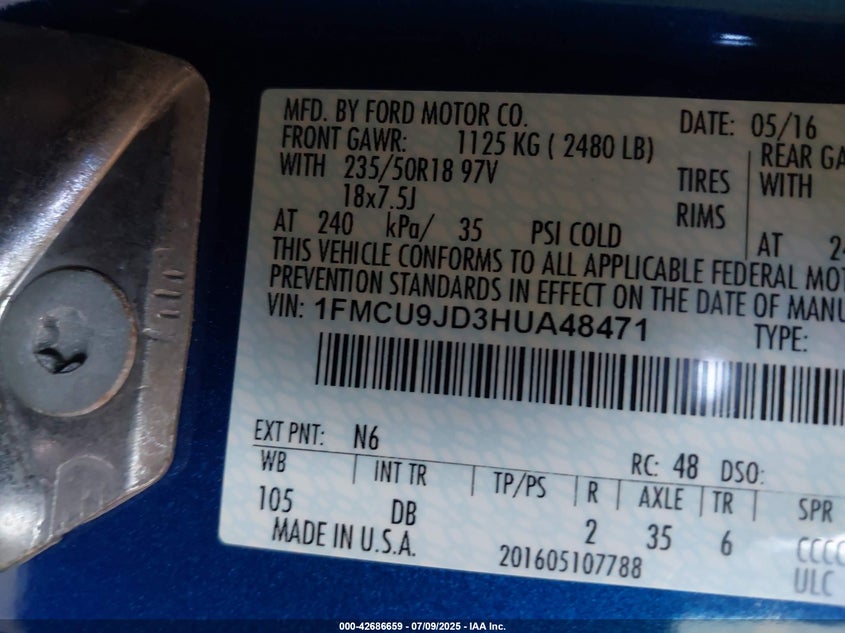 MFD. BY FORD MOTOR CO. DATE: 05/16
FRONT GAWR: 1125 KG ( 2480 LB) REAR
WITH 235/50R18 97V TIRES WITH
18x7.5J RIMS
AT 240 kPa/ 35 PSI COLD AT
THIS VEHICLE CONFORMS TO ALL APPLICABLE FEDERAL
PREVENTION STANDARDS IN EFFECT ON THE DATE OF
VIN: 1FMCU9JD3HUA48471 TYPE:
EXT PNT: N6 RC: 48 DSO:
WB INT TR TP/PS R AXLE TR SPR
105 DB 2 35 6 CCCC
MADE IN U.S.A. 201605107788 ULC
000-42686659 - 07/09/2025 - IAA Inc.